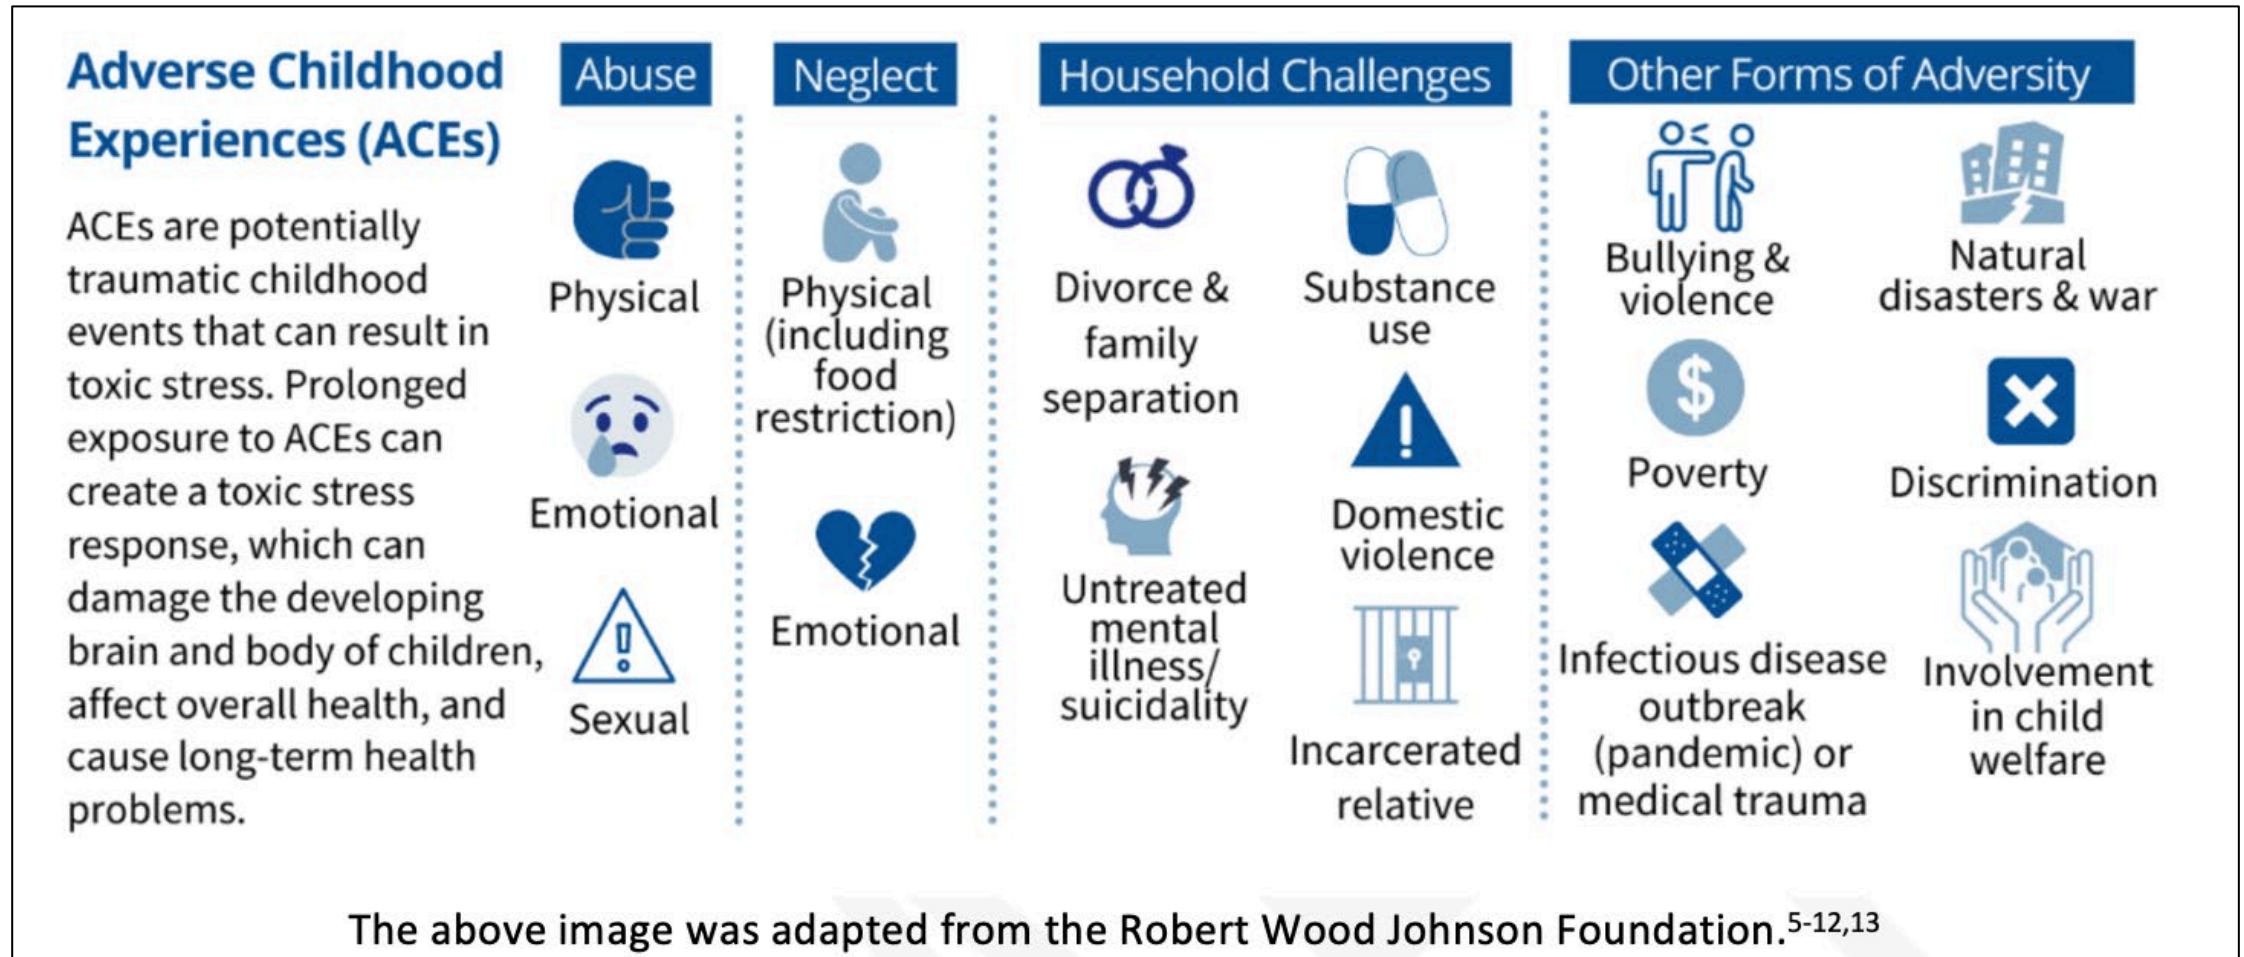 Adverse Childhood
Experiences (ACEs)
ACEs are potentially
traumatic childhood
events that can result in
toxic stress. Prolonged
exposure to ACEs can
create a toxic stress
response, which can
damage the developing
brain and body of children,
affect overall health, and
cause long-term health
problems.
Abuse
Physical
Emotional
Sexual
Neglect
Physical
(including
food
restriction)
Emotional
Household Challenges
Divorce &
family
separation
Substance
use
Untreated
mental
illness/
suicidality
Domestic
violence
Incarcerated
relative
Other Forms of Adversity
Bullying &
violence
Natural
disasters & war
$
Poverty
Discrimination
Infectious disease
outbreak
(pandemic) or
medical trauma
Involvement
in child
welfare
The above image was adapted from the Robert Wood Johnson Foundation.5-12,13